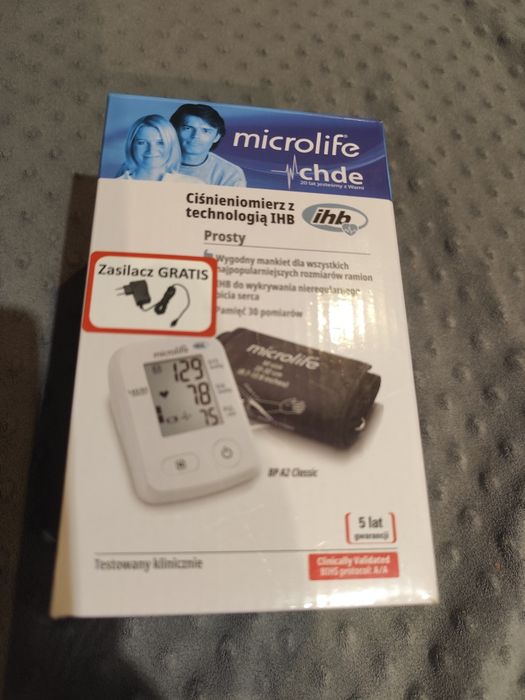 microlife
chde
20 lat jesteśmy z Wami
Ciśnieniomierz z
technologią IHB
ihb
Prosty
Wygodny mankiet dla wszystkich
najpopularniejszych rozmiarów ramion
IHB do wykrywania nieregularnego
bicia serca
Pamięć 30 pomiarów
Zasilacz GRATIS
microlife
129
78
75
microlife
BP A2 Classic
5 lat
gwarancji
Testowany klinicznie
Clinically Validated
BIHS protocol: A/A